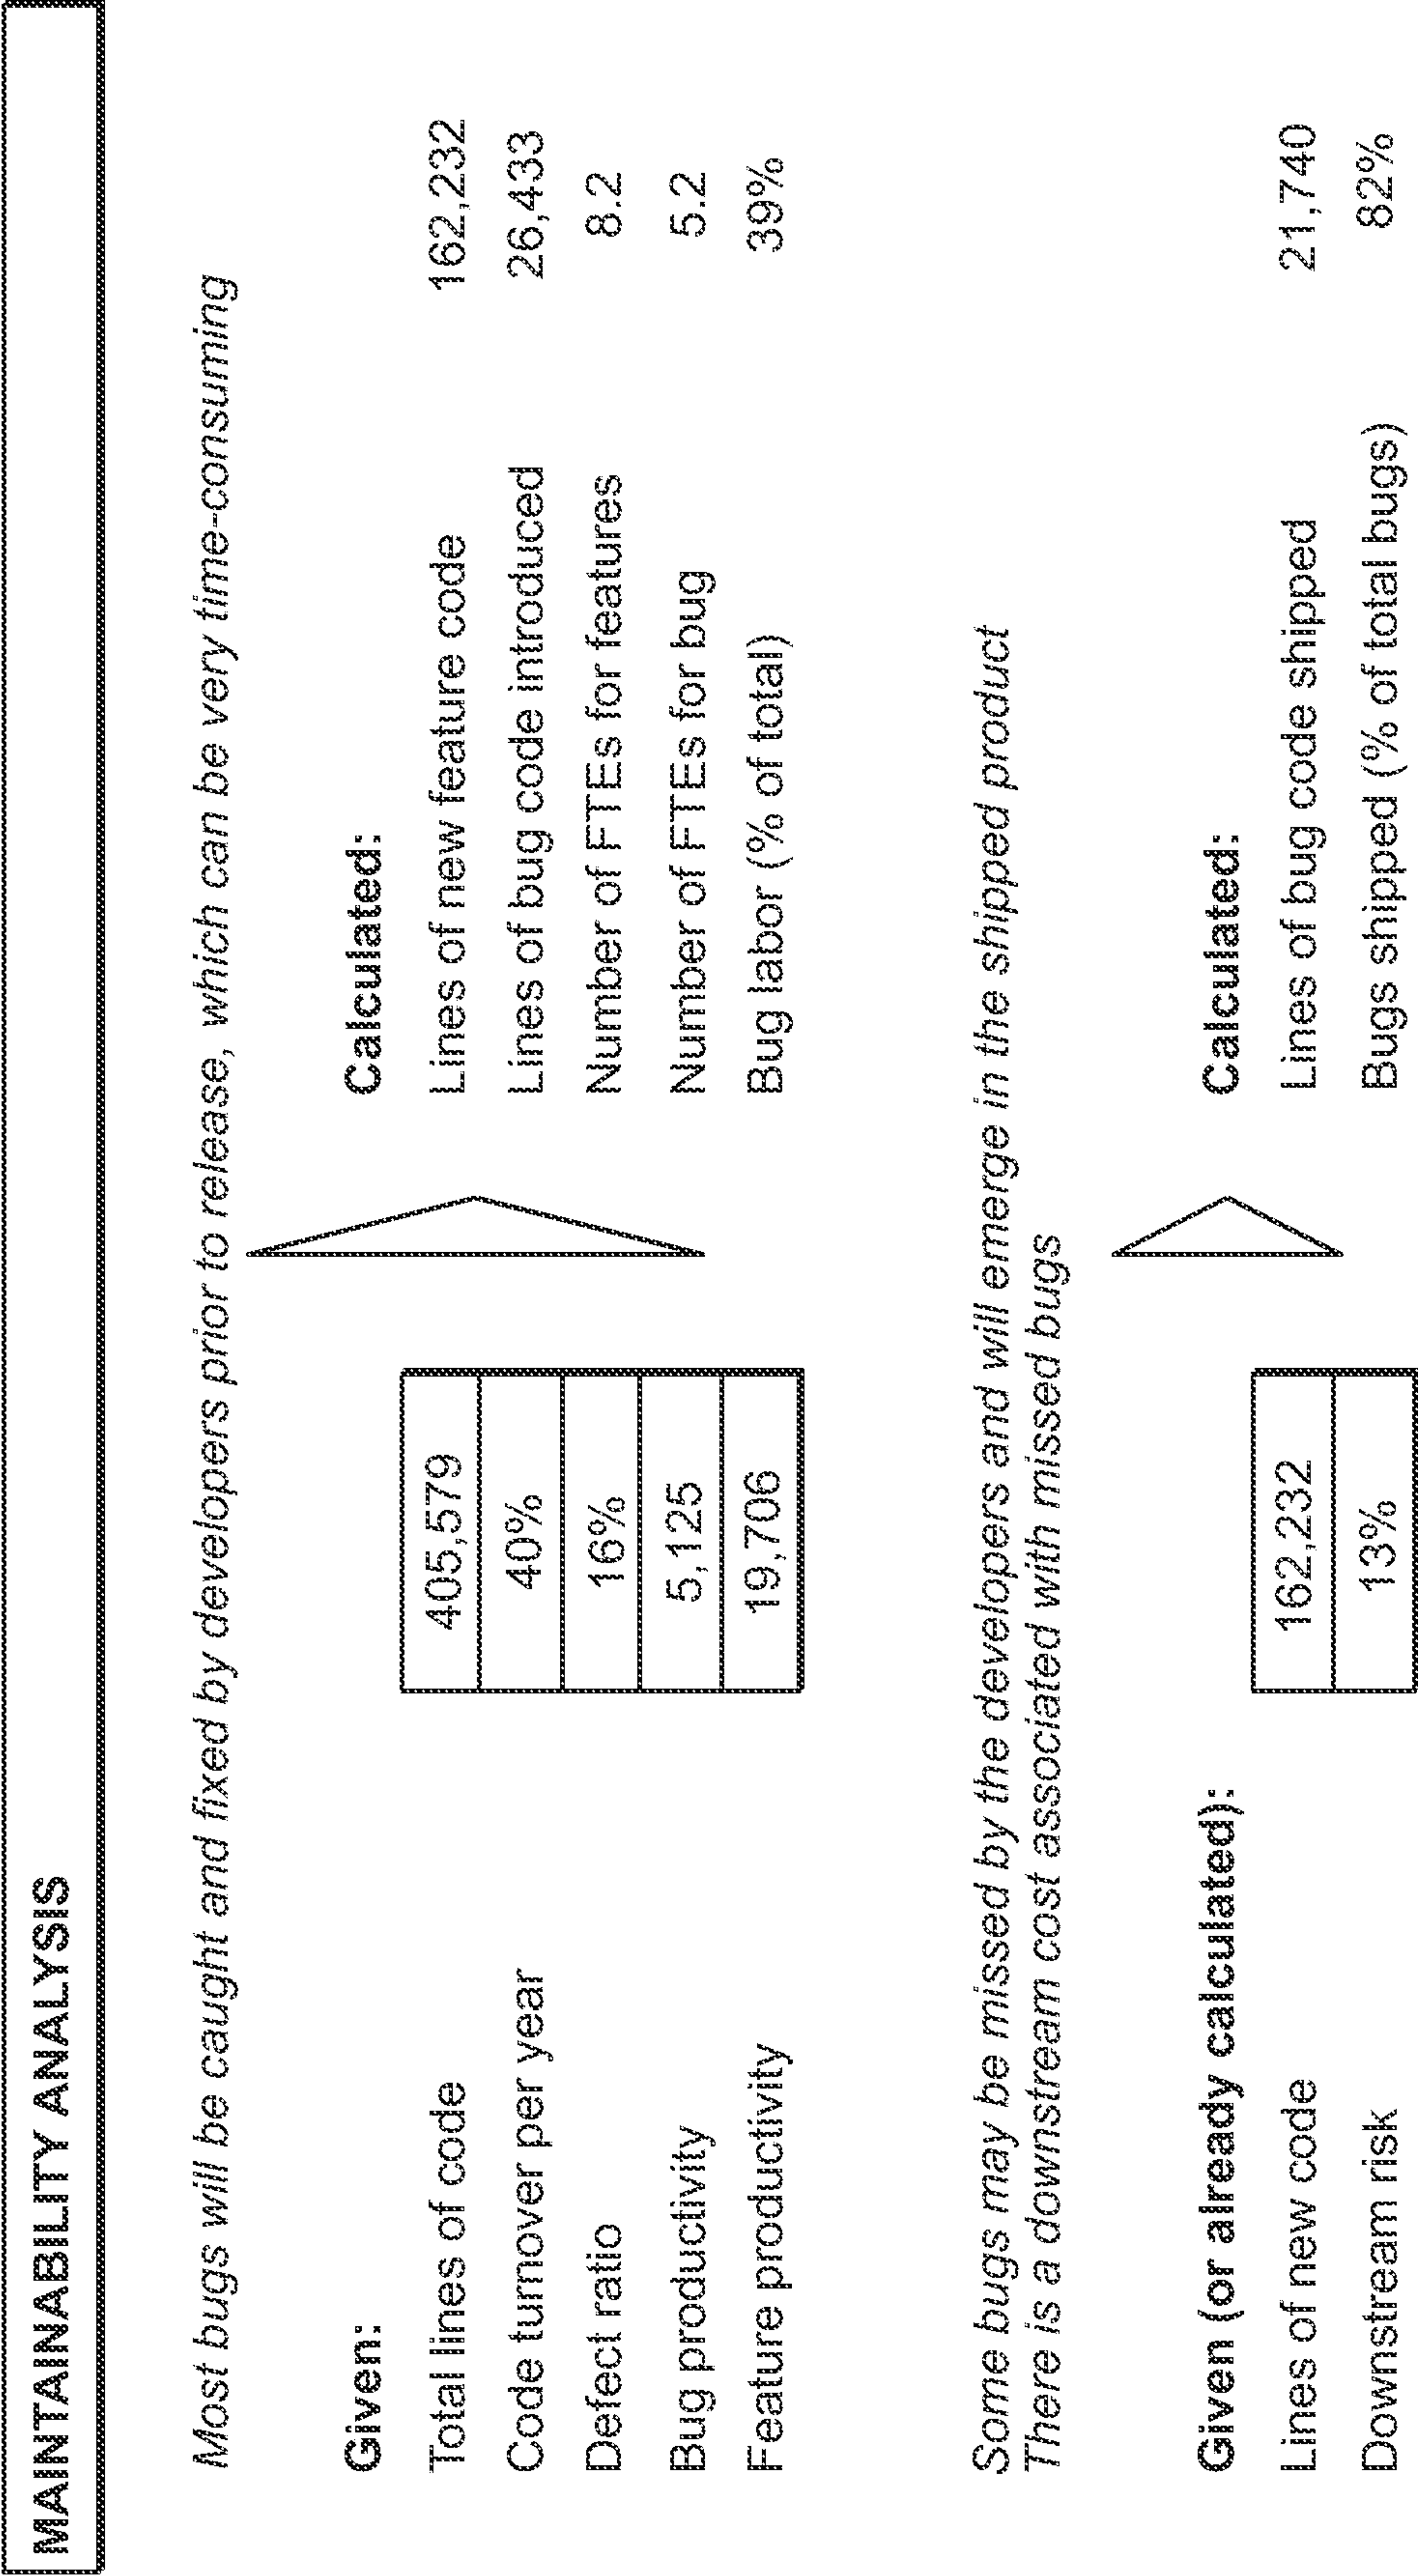 MAINTAINABILITY ANALYSIS
Most bugs will be caught and fixed by developers prior to release, which can be very time-consuming
Given:
Total lines of code 405,579
Code turnover per year 40%
Defect ratio 16%
Bug productivity 5,125
Feature productivity 19,706
Calculated:
Lines of new feature code 162,232
Lines of bug code introduced 26,433
Number of FTEs for features 8.2
Number of FTEs for bug 5.2
Bug labor (% of total) 39%
Some bugs may be missed by the developers and will emerge in the shipped product
There is a downstream cost associated with missed bugs
Given (or already calculated):
Lines of new code 162,232
Downstream risk 13%
Calculated:
Lines of bug code shipped 21,740
Bugs shipped (% of total bugs) 82%